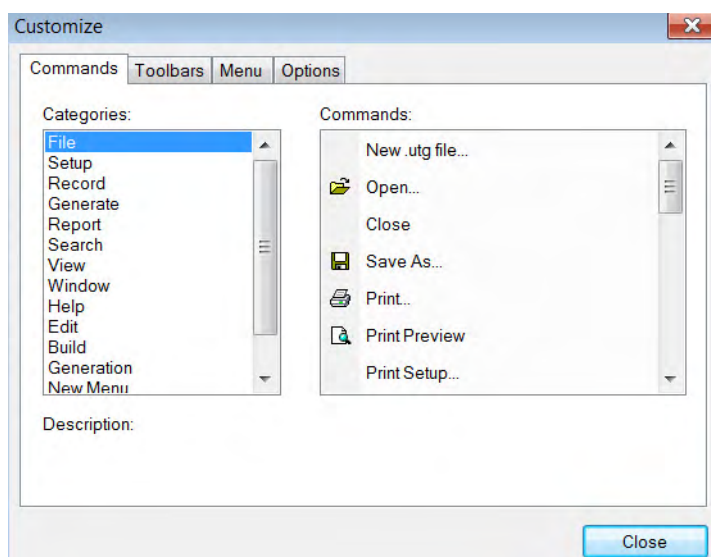 Customize
Commands
Toolbars
Menu
Options
Categories:
File
Setup
Record
Generate
Report
Search
View
Window
Help
Edit
Build
Generation
New Menu
Commands:
New .utg file...
Open...
Close
Save As...
Print...
Print Preview
Print Setup...
Description:
Close